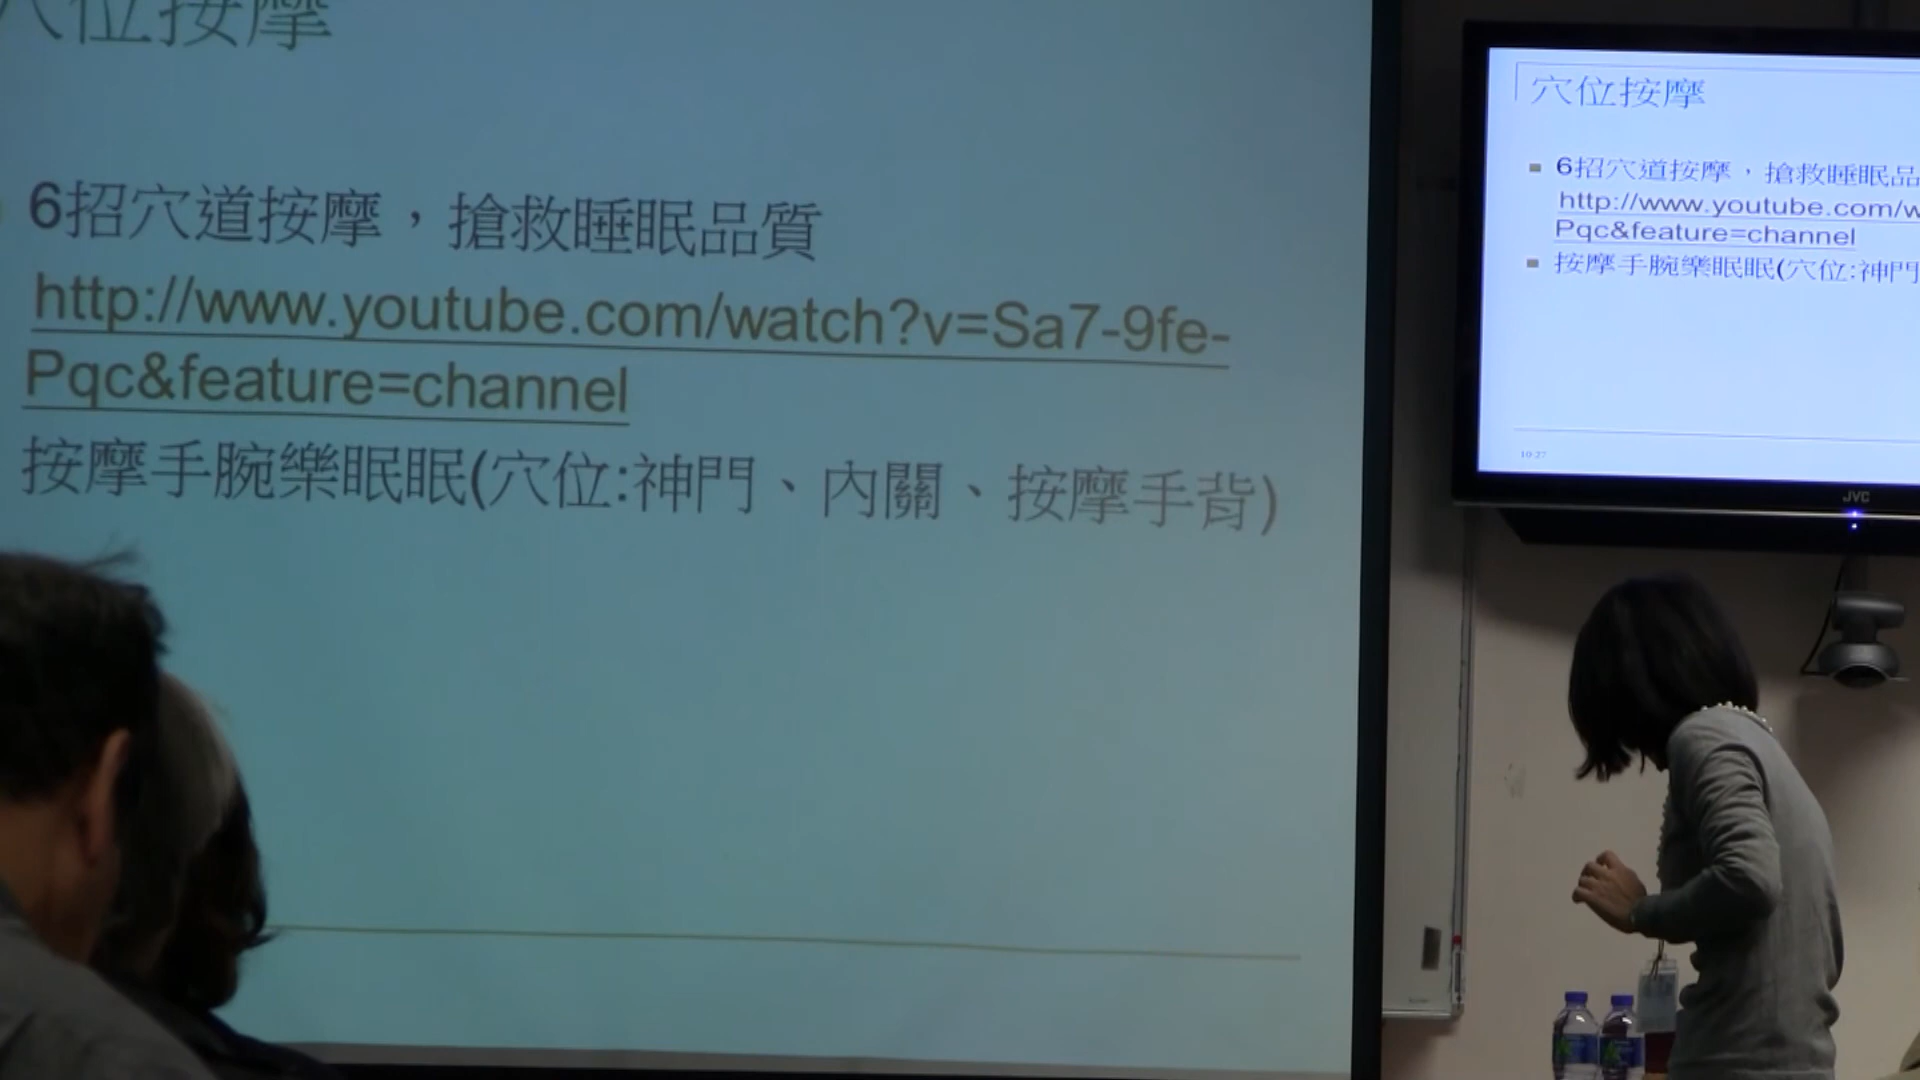 穴位按摩
6招穴道按摩，搶救睡眠品質
http://www.youtube.com/watch?v=Sa7-9fe-
Pqc&feature=channel
按摩手腕樂眠眠(穴位:神門、內關、按摩手背)
穴位按摩
6招穴道按摩，搶救睡眠品
http://www.youtube.com/w
Pqc&feature=channel
按摩手腕樂眠眠(穴位:神門
10:27
JVC